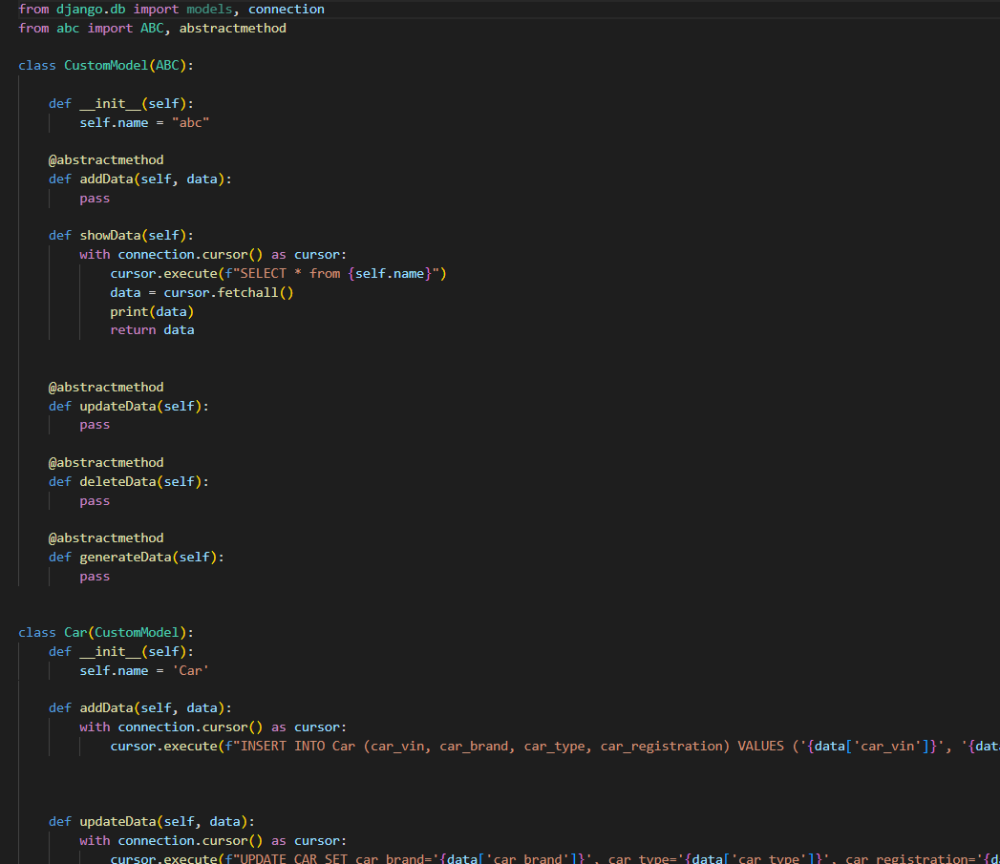 from django.db import models, connection
from abc import ABC, abstractmethod

class CustomModel(ABC):

    def __init__(self):
        self.name = "abc"

    @abstractmethod
    def addData(self, data):
        pass

    def showData(self):
        with connection.cursor() as cursor:
            cursor.execute(f"SELECT * from {self.name}")
            data = cursor.fetchall()
            print(data)
            return data


    @abstractmethod
    def updateData(self):
        pass

    @abstractmethod
    def deleteData(self):
        pass

    @abstractmethod
    def generateData(self):
        pass


class Car(CustomModel):
    def __init__(self):
        self.name = 'Car'

    def addData(self, data):
        with connection.cursor() as cursor:
            cursor.execute(f"INSERT INTO Car (car_vin, car_brand, car_type, car_registration) VALUES ('{data['car_vin']}', '{dat



    def updateData(self, data):
        with connection.cursor() as cursor:
            cursor.execute(f"UPDATE CAR SET car_brand='{data['car_brand']}', car_type='{data['car_type']}', car_registration='{d